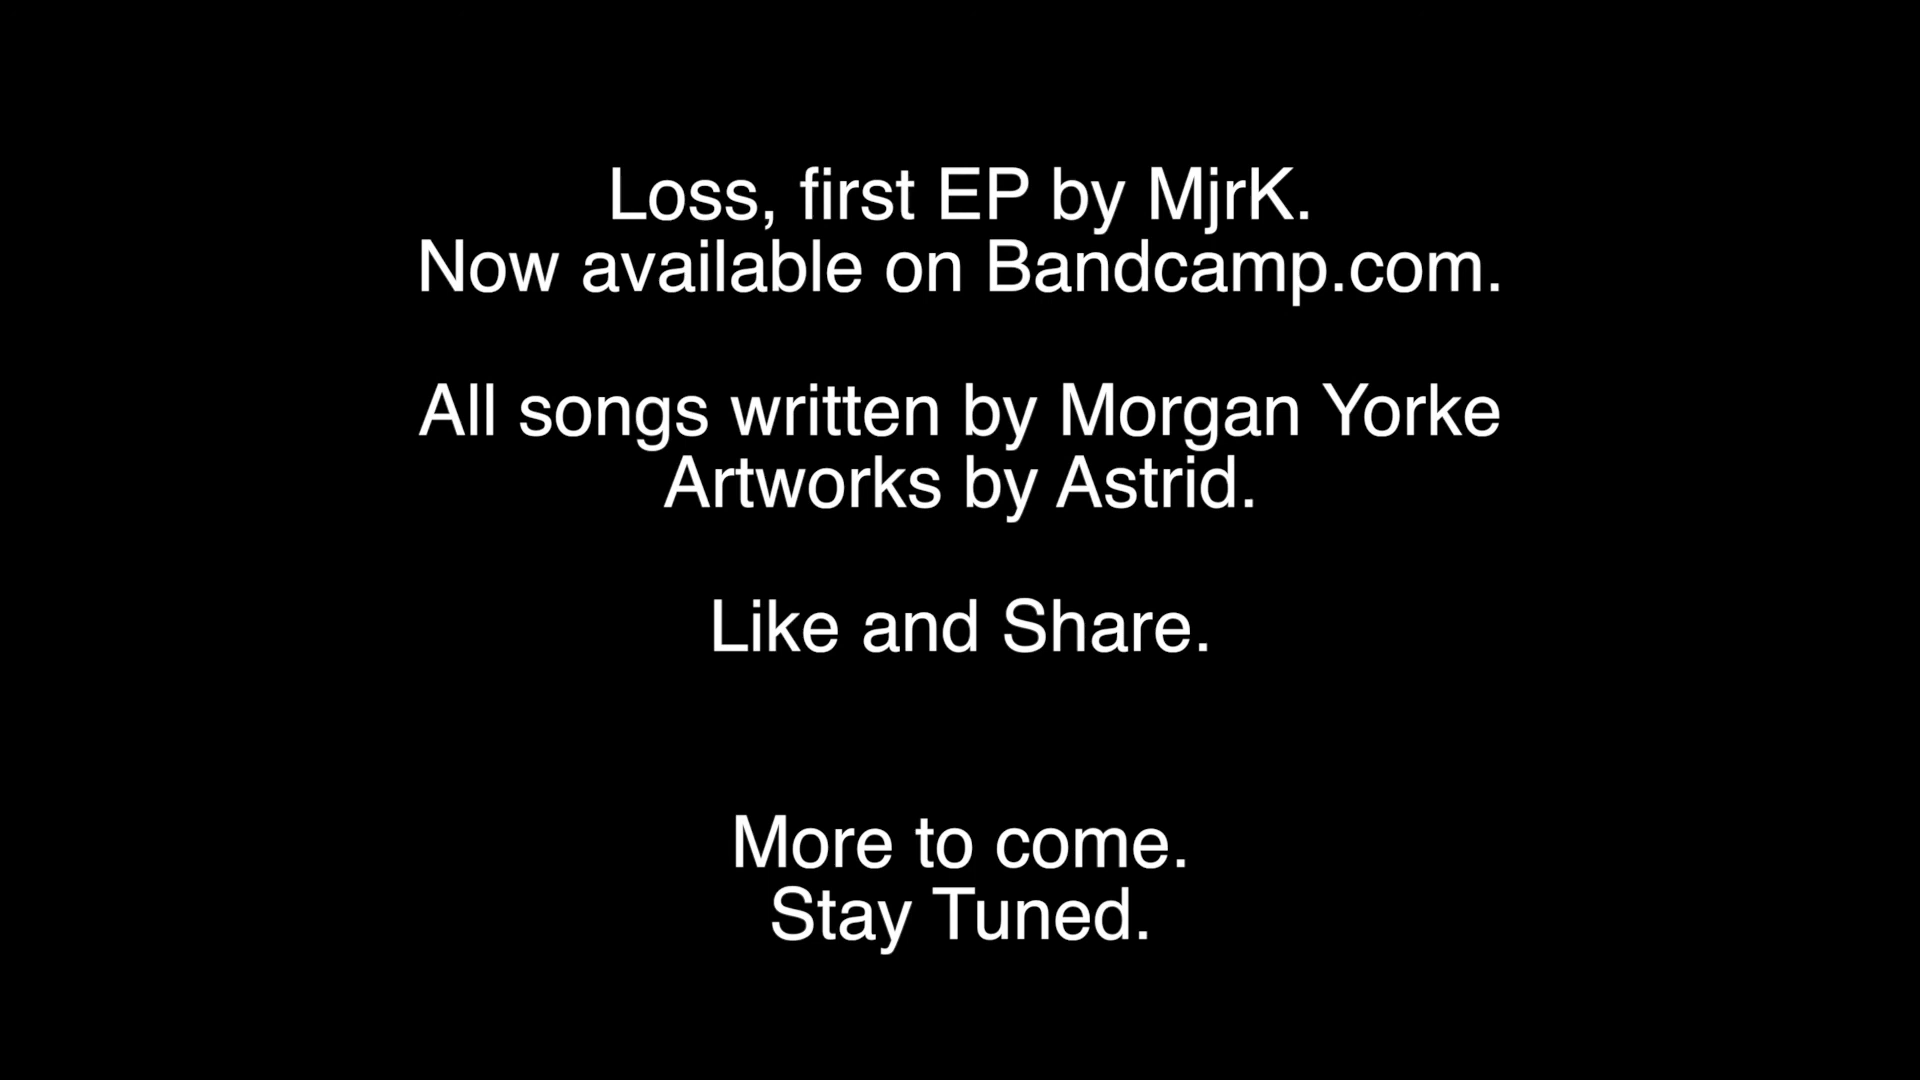 Loss, first EP by MjrK.
Now available on Bandcamp.com.
All songs written by Morgan Yorke
Artworks by Astrid.
Like and Share.
More to come.
Stay Tuned.